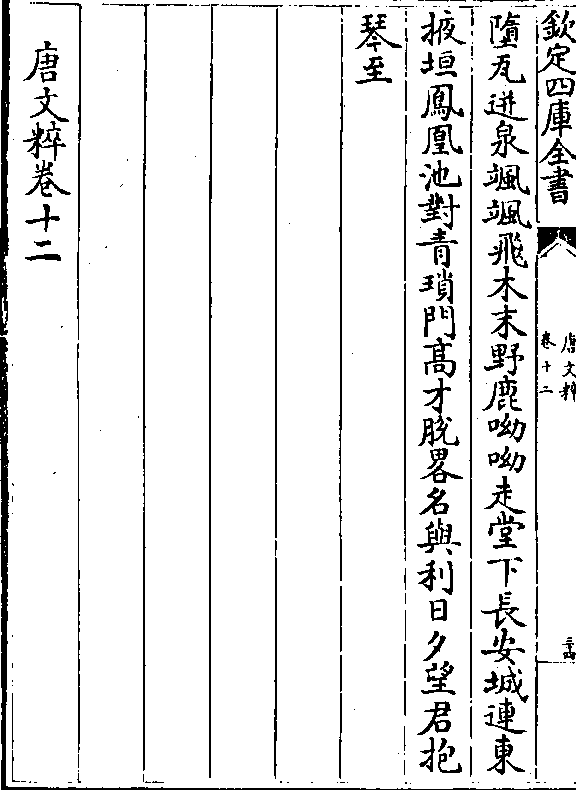 欽定四庫全書
唐文粹
卷十二
墮瓦迸泉颯颯飛木末野鹿呦呦走堂下長安城連東
掖垣鳳凰池對青瑣門髙才脫畧名與利日夕望君抱
琴至
唐文粹卷十二